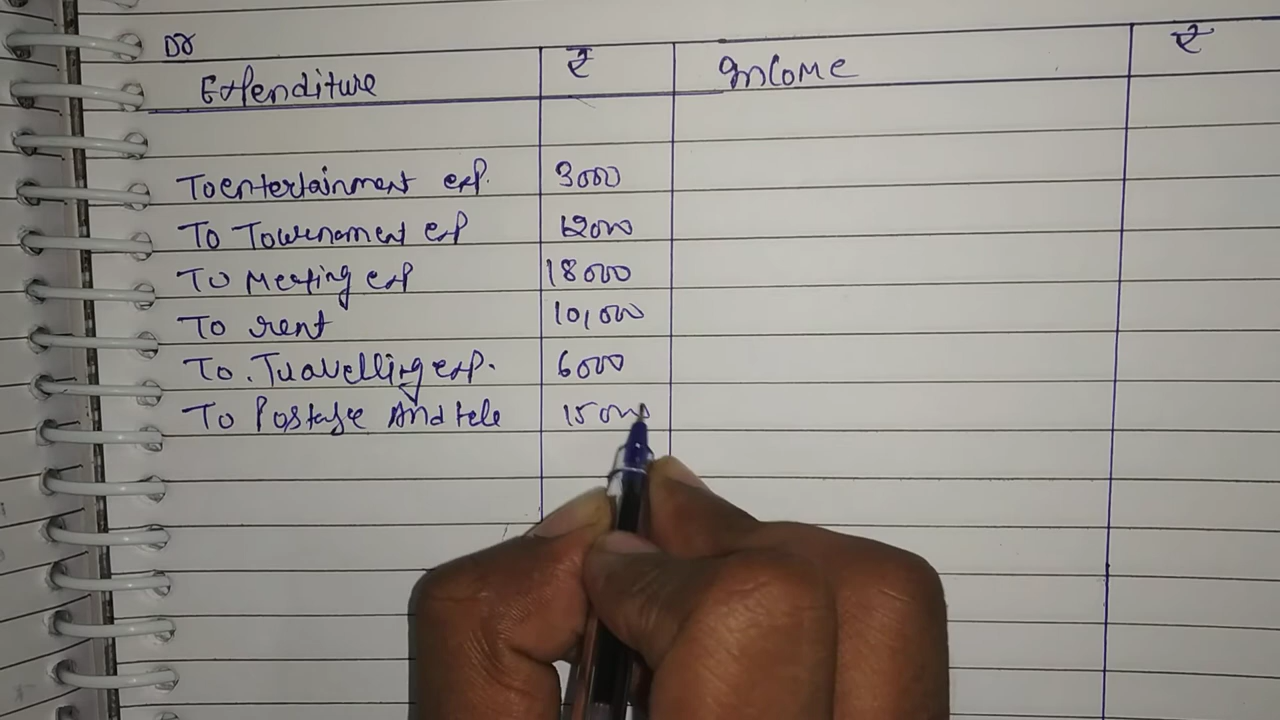 Dr
Expenditure ₹ Income ₹
To entertainment exp. 3000
To Tournament exp 12000
To Meeting exp 18000
To rent 10,000
To. Travelling exp. 6000
To Postage And tele 15000